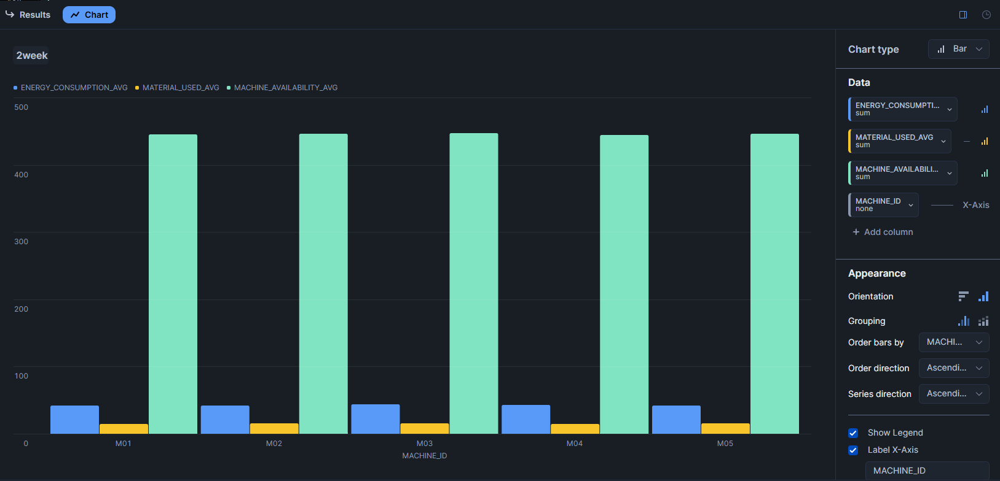 Results
Chart
2week
ENERGY_CONSUMPTION_AVG
MATERIAL_USED_AVG
MACHINE_AVAILABILITY_AVG
500
400
300
200
100
0
M01
M02
M03
M04
M05
MACHINE_ID
Chart type
Bar
Data
ENERGY_CONSUMPTI...
sum
MATERIAL_USED_AVG
sum
MACHINE_AVAILABILI...
sum
MACHINE_ID
none
X-Axis
+ Add column
Appearance
Orientation
Grouping
Order bars by
MACHI...
Order direction
Ascendi...
Series direction
Ascendi...
Show Legend
Label X-Axis
MACHINE_ID